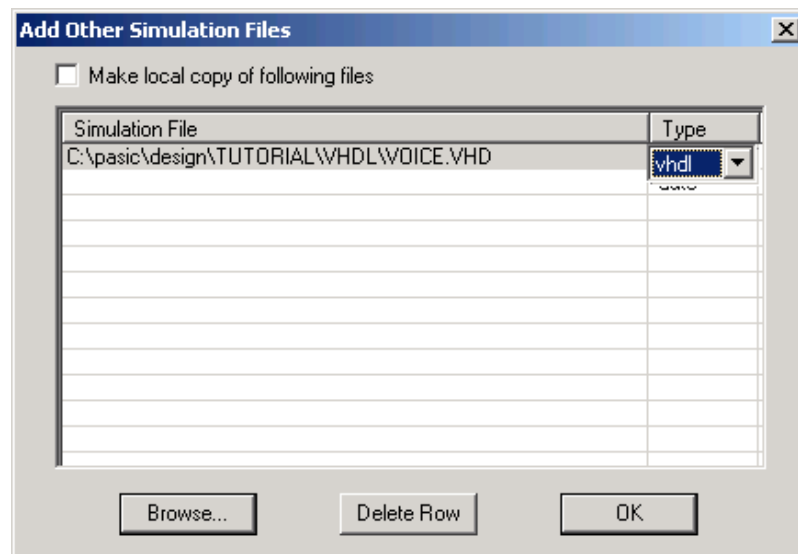 Add Other Simulation Files
Make local copy of following files
Simulation File Type
C:\pasic\design\TUTORIAL\VHDL\VOICE.VHD vhdl
Browse... Delete Row OK